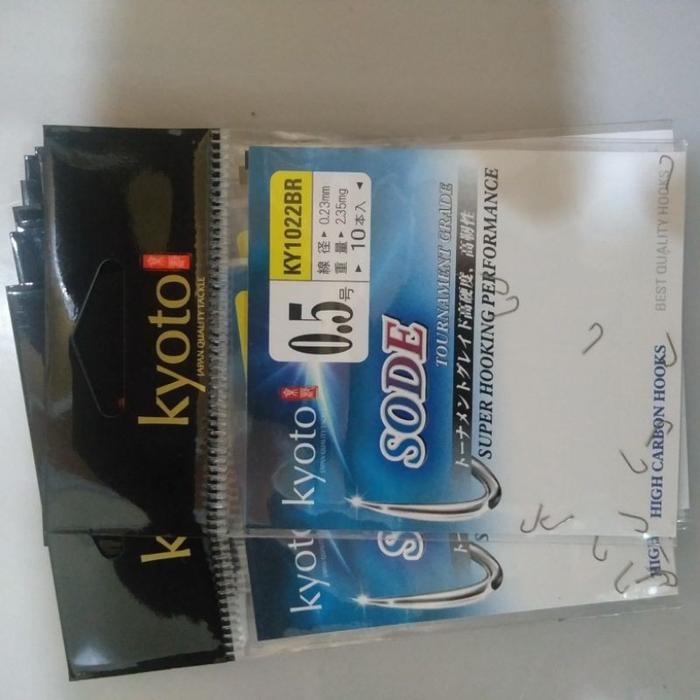 kyoto
JAPAN QUALITY TACKLE
kyoto
0.5号
KY1022BR
線径▶0.23mm
重量▶2.35mg
▶10本入◀
SODE
TOURNAMENT GRADE
トーナメントグレイド高硬度、高靭性
SUPER HOOKING PERFORMANCE
HIGH CARBON HOOKS
BEST QUALITY HOOKS
k
kyoto
S
HIGH